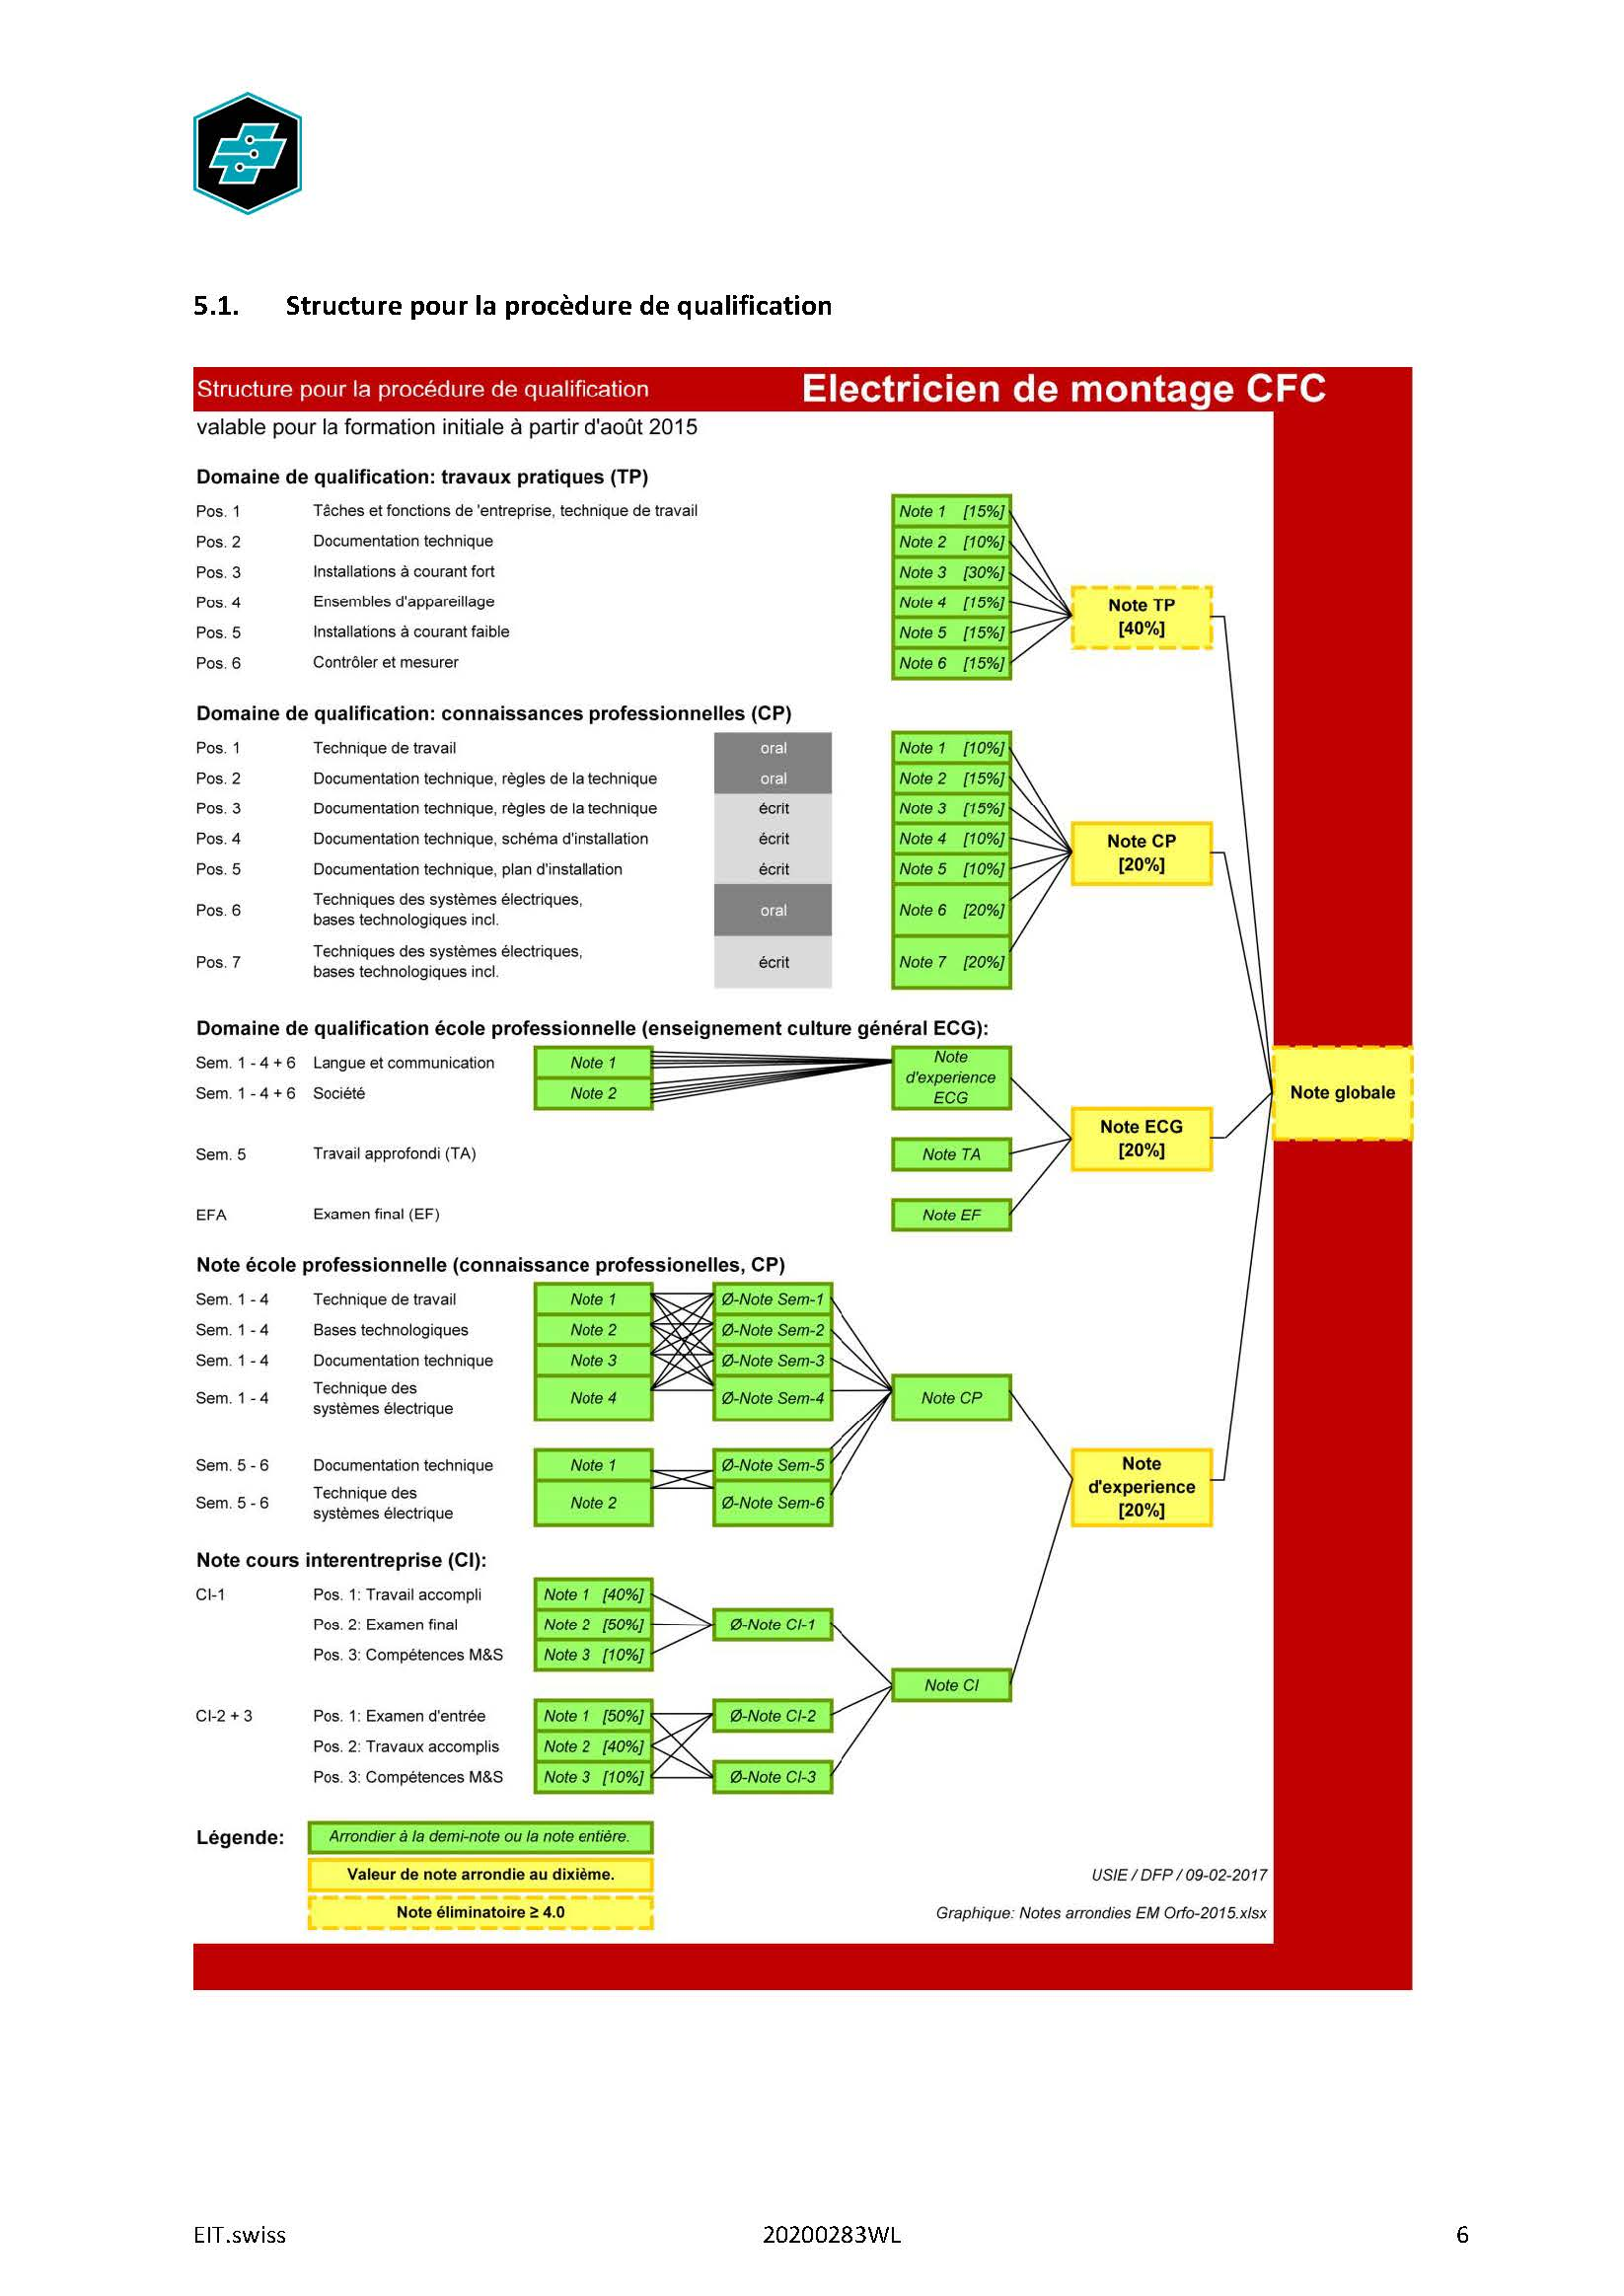 5.1. Structure pour la procèdure de qualification
Structure pour la procédure de qualification Electricien de montage CFC
valable pour la formation initiale à partir d'août 2015
Domaine de qualification: travaux pratiques (TP)
Pos. 1 Tâches et fonctions de 'entreprise, technique de travail Note 1 [15%]
Pos. 2 Documentation technique Note 2 [10%]
Pos. 3 Installations à courant fort Note 3 [30%]
Pos. 4 Ensembles d'appareillage Note 4 [15%]
Pos. 5 Installations à courant faible Note 5 [15%]
Pos. 6 Contrôler et mesurer Note 6 [15%]
Note TP
[40%]
Domaine de qualification: connaissances professionnelles (CP)
Pos. 1 Technique de travail oral Note 1 [10%]
Pos. 2 Documentation technique, règles de la technique oral Note 2 [15%]
Pos. 3 Documentation technique, règles de la technique écrit Note 3 [15%]
Pos. 4 Documentation technique, schéma d'installation écrit Note 4 [10%]
Pos. 5 Documentation technique, plan d'installation écrit Note 5 [10%]
Pos. 6 Techniques des systèmes électriques,
bases technologiques incl. oral Note 6 [20%]
Pos. 7 Techniques des systèmes électriques,
bases technologiques incl. écrit Note 7 [20%]
Note CP
[20%]
Domaine de qualification école professionnelle (enseignement culture général ECG):
Sem. 1 - 4 + 6 Langue et communication Note 1
Sem. 1 - 4 + 6 Société Note 2
Note
d'experience
ECG
Sem. 5 Travail approfondi (TA) Note TA
EFA Examen final (EF) Note EF
Note ECG
[20%]
Note globale
Note école professionnelle (connaissance professionelles, CP)
Sem. 1 - 4 Technique de travail Note 1 Ø-Note Sem-1
Sem. 1 - 4 Bases technologiques Note 2 Ø-Note Sem-2
Sem. 1 - 4 Documentation technique Note 3 Ø-Note Sem-3
Sem. 1 - 4 Technique des
systèmes électrique Note 4 Ø-Note Sem-4
Note CP
Sem. 5 - 6 Documentation technique Note 1 Ø-Note Sem-5
Sem. 5 - 6 Technique des
systèmes électrique Note 2 Ø-Note Sem-6
Note
d'experience
[20%]
Note cours interentreprise (CI):
CI-1 Pos. 1: Travail accompli Note 1 [40%]
Pos. 2: Examen final Note 2 [50%] Ø-Note CI-1
Pos. 3: Compétences M&S Note 3 [10%]
Note CI
CI-2 + 3 Pos. 1: Examen d'entrée Note 1 [50%] Ø-Note CI-2
Pos. 2: Travaux accomplis Note 2 [40%]
Pos. 3: Compétences M&S Note 3 [10%] Ø-Note CI-3
Légende: Arrondier à la demi-note ou la note entière.
Valeur de note arrondie au dixième.
Note éliminatoire ≥ 4.0
USIE / DFP / 09-02-2017
Graphique: Notes arrondies EM Orfo-2015.xlsx
EIT.swiss 20200283WL 6